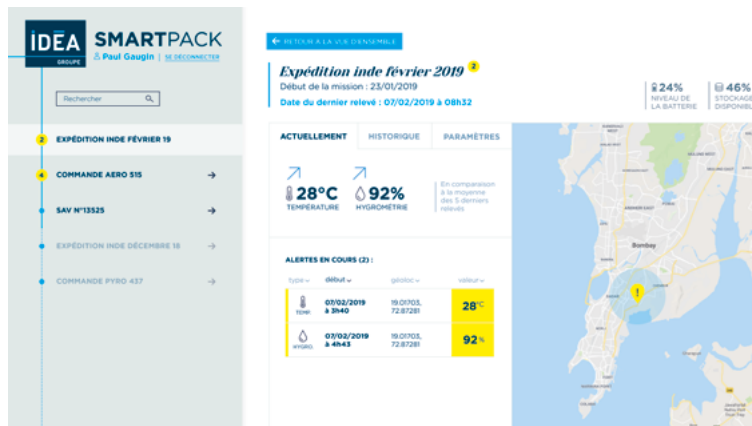 IDEA
GROUPE
SMARTPACK
Paul Gaugin | SE DÉCONNECTER
Rechercher
2 EXPÉDITION INDE FÉVRIER 19
4 COMMANDE AERO 515 →
SAV N°13525 →
EXPÉDITION INDE DÉCEMBRE 18 →
COMMANDE PYRO 437 →
← RETOUR A LA VUE D'ENSEMBLE
Expédition inde février 2019 2
Début de la mission : 23/01/2019
Date du dernier relevé : 07/02/2019 à 08h32
24%
NIVEAU DE
LA BATTERIE
46%
STOCKAGE
DISPONIBL
ACTUELLEMENT HISTORIQUE PARAMÈTRES
28°C
TEMPÉRATURE
92%
HYGROMÉTRIE
En comparaison
à la moyenne
des 5 derniers
relevés
ALERTES EN COURS (2) :
type début géoloc valeur
TEMP.
07/02/2019
à 3h40
19.01703,
72.87281
28°C
HYGRO.
07/02/2019
à 4h43
19.01703,
72.87281
92%
Bombay
!